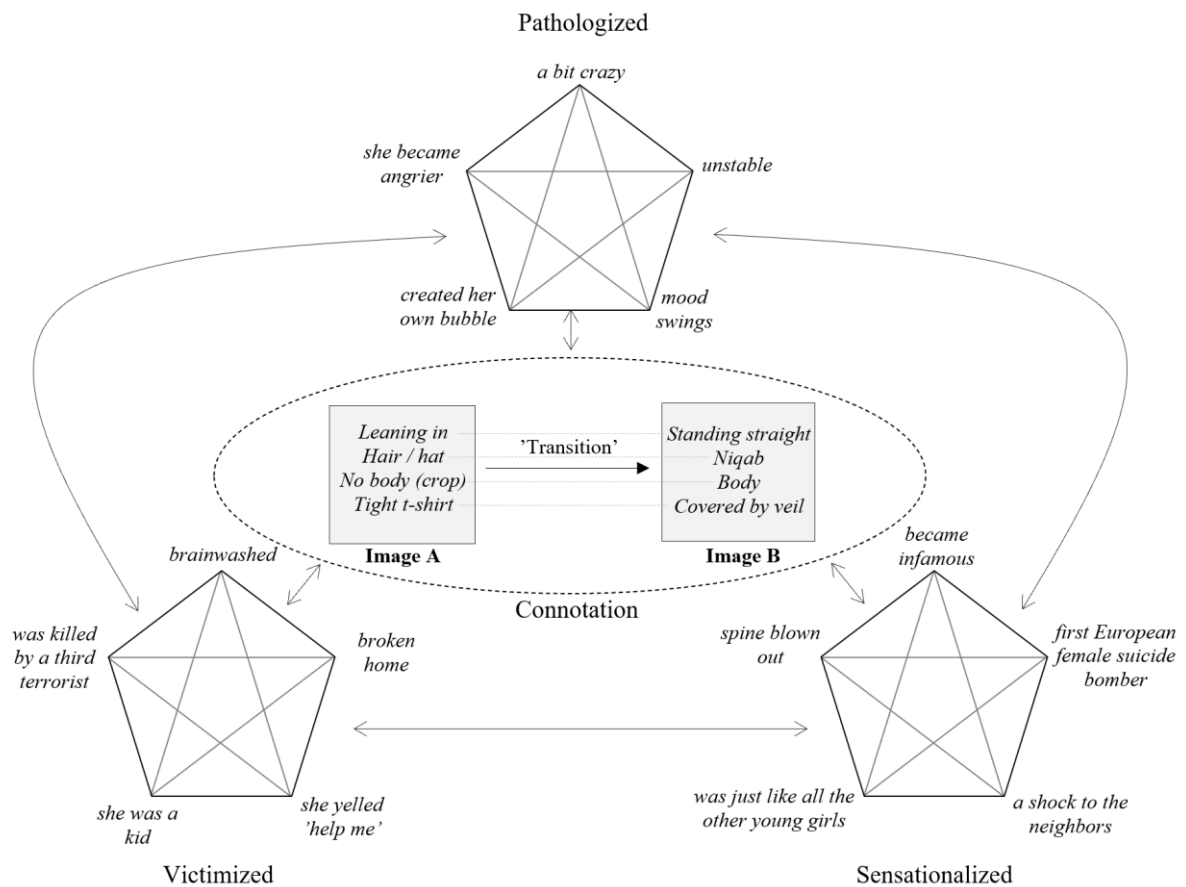 Pathologized
a bit crazy
she became
angrier
unstable
created her
own bubble
mood
swings
Leaning in
Hair / hat
No body (crop)
Tight t-shirt
Image A
’Transition’
Standing straight
Niqab
Body
Covered by veil
Image B
Connotation
brainwashed
was killed
by a third
terrorist
broken
home
she was a
kid
she yelled
’help me’
Victimized
became
infamous
spine blown
out
first European
female suicide
bomber
was just like all the
other young girls
a shock to the
neighbors
Sensationalized